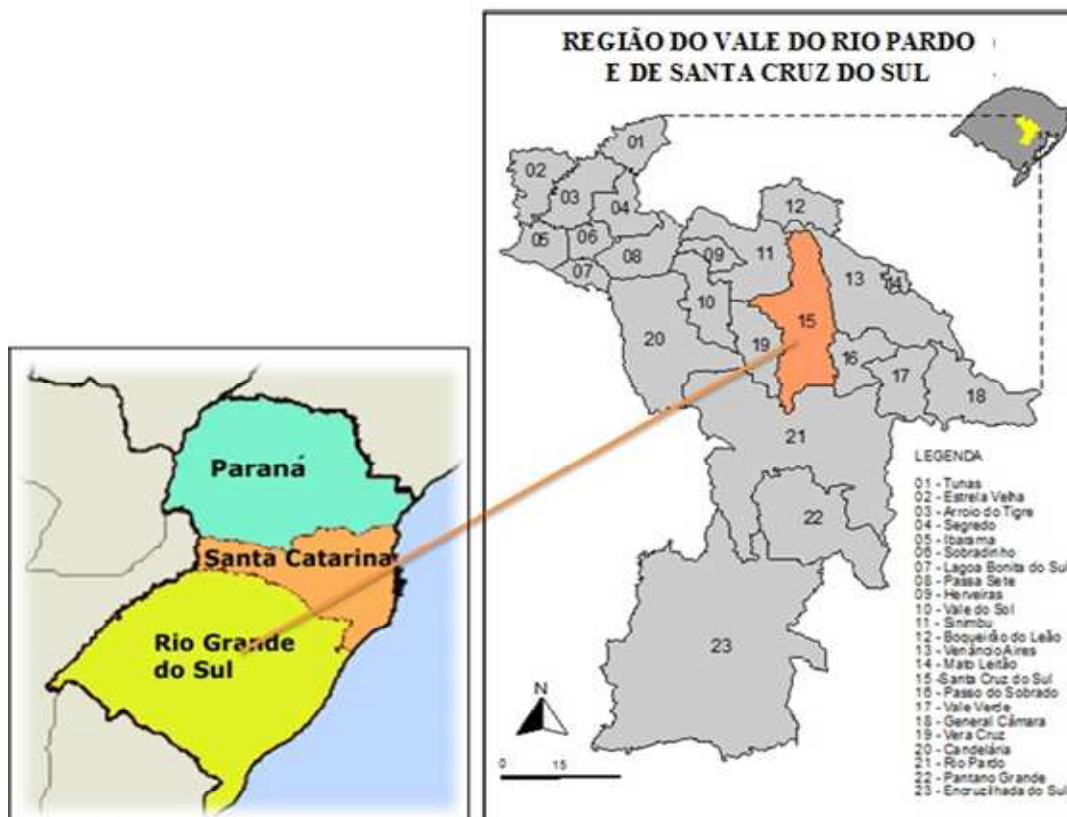 REGIÃO DO VALE DO RIO PARDO
E DE SANTA CRUZ DO SUL
01
02
03
04
05
06
07
08
09
10
11
12
13
14
15
16
17
18
19
20
21
22
23
N
0 15
LEGENDA
01 - Tunas
02 - Estrela Velha
03 - Arroio do Tigre
04 - Segredo
05 - Ibarama
06 - Sobradinho
07 - Lagoa Bonita do Sul
08 - Passa Sete
09 - Herveiras
10 - Vale do Sol
11 - Sinimbu
12 - Boqueirão do Leão
13 - Venâncio Aires
14 - Mato Leitão
15 -Santa Cruz do Sul
16 - Passo do Sobrado
17 - Vale Verde
18 - General Câmara
19 - Vera Cruz
20 - Candelária
21 - Rio Pardo
22 - Pantano Grande
23 - Encruzilhada do Sul
Paraná
Santa Catarina
Rio Grande
do Sul